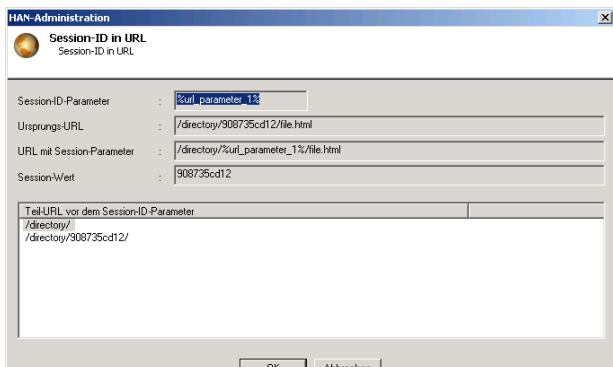 HAN-Administration
Session-ID in URL
Session-ID in URL
Session-ID-Parameter : %url_parameter_1%
Ursprungs-URL : /directory/908735cd12/file.html
URL mit Session-Parameter : /directory/%url_parameter_1%/file.html
Session-Wert : 908735cd12
Teil-URL vor dem Session-ID-Parameter
/directory/
/directory/908735cd12/
OK Abbrechen